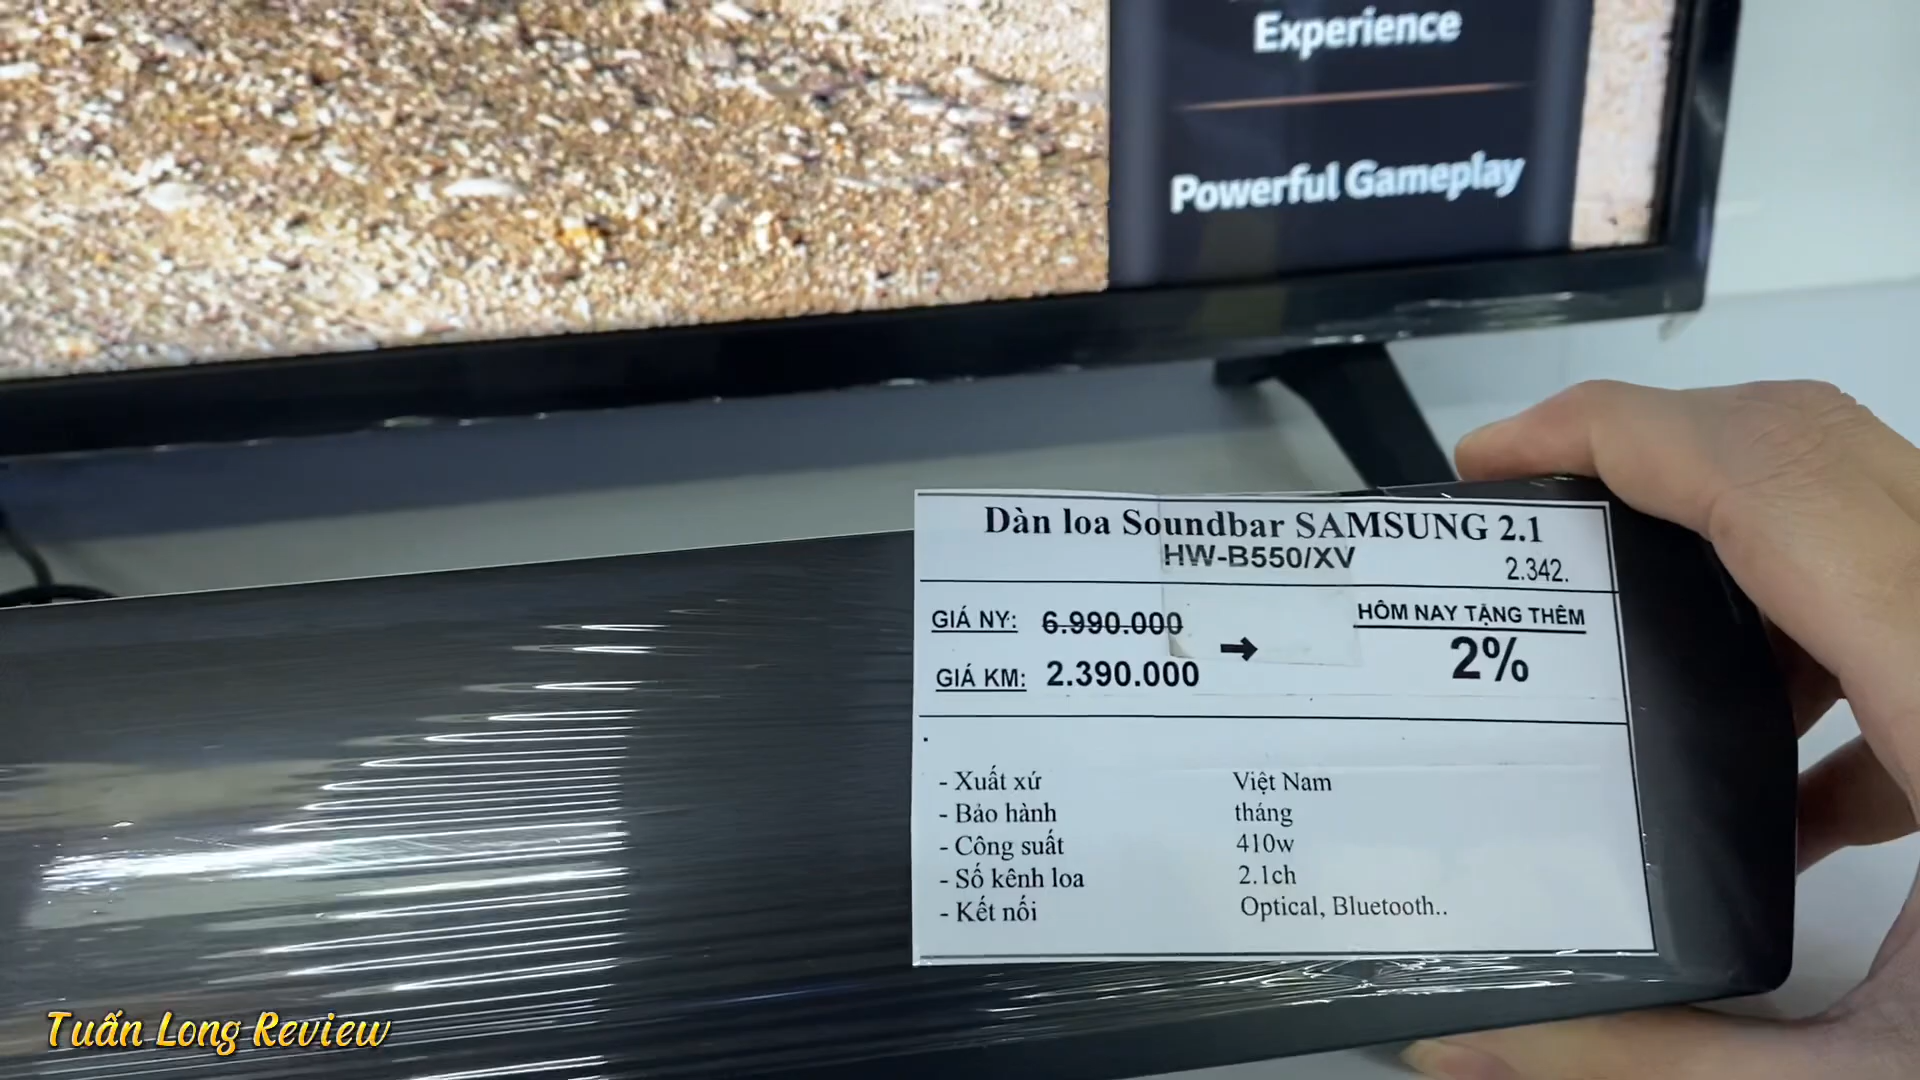 Experience
Powerful Gameplay
Dàn loa Soundbar SAMSUNG 2.1
HW-B550/XV
2.342.
GIÁ NY: 6.990.000
HÔM NAY TẶNG THÊM
→
2%
GIÁ KM: 2.390.000
- Xuất xứ Việt Nam
- Bảo hành tháng
- Công suất 410w
- Số kênh loa 2.1ch
- Kết nối Optical, Bluetooth..
Tuấn Long Review